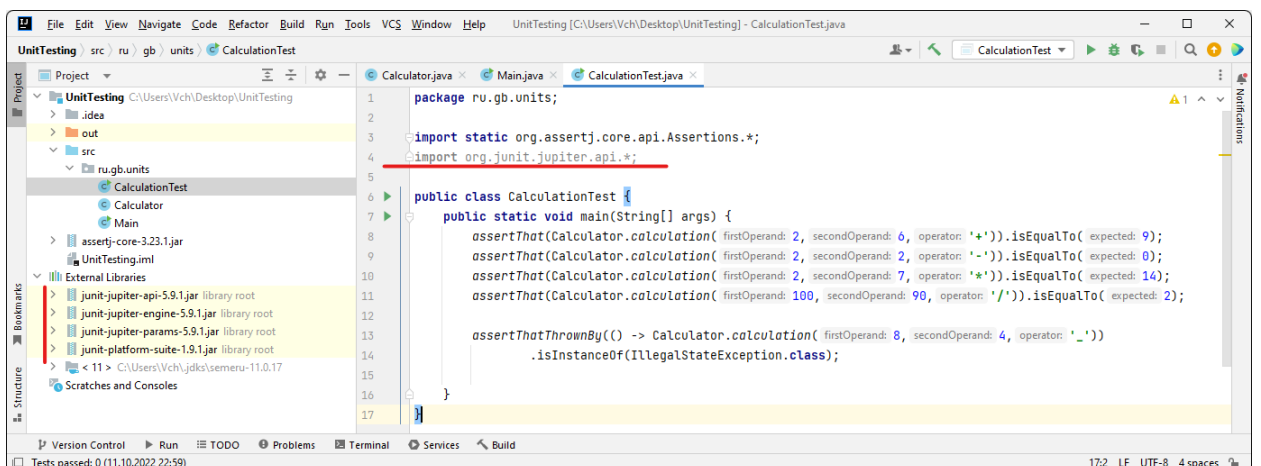 File Edit View Navigate Code Refactor Build Run Tools VCS Window Help UnitTesting [C:\Users\Vch\Desktop\UnitTesting] - CalculationTest.java
UnitTesting src ru gb units CalculationTest
CalculationTest
Project
Calculator.java
Main.java
CalculationTest.java
Project
Bookmarks
Structure
Notifications
UnitTesting C:\Users\Vch\Desktop\UnitTesting
.idea
out
src
ru.gb.units
CalculationTest
Calculator
Main
assertj-core-3.23.1.jar
UnitTesting.iml
External Libraries
junit-jupiter-api-5.9.1.jar library root
junit-jupiter-engine-5.9.1.jar library root
junit-jupiter-params-5.9.1.jar library root
junit-platform-suite-1.9.1.jar library root
< 11 > C:\Users\Vch\.jdks\semeru-11.0.17
Scratches and Consoles
1 package ru.gb.units;
1
2
3 import static org.assertj.core.api.Assertions.*;
4 import org.junit.jupiter.api.*;
5
6 public class CalculationTest {
7 public static void main(String[] args) {
8 assertThat(Calculator.calculation( firstOperand: 2, secondOperand: 6, operator: '+')).isEqualTo( expected: 9);
9 assertThat(Calculator.calculation( firstOperand: 2, secondOperand: 2, operator: '-')).isEqualTo( expected: 0);
10 assertThat(Calculator.calculation( firstOperand: 2, secondOperand: 7, operator: '*')).isEqualTo( expected: 14);
11 assertThat(Calculator.calculation( firstOperand: 100, secondOperand: 90, operator: '/')).isEqualTo( expected: 2);
12
13 assertThatThrownBy(() -> Calculator.calculation( firstOperand: 8, secondOperand: 4, operator: '_'))
14 .isInstanceOf(IllegalStateException.class);
15
16 }
17 }
Version Control Run TODO Problems Terminal Services Build
Tests passed: 0 (11.10.2022 22:59) 17:2 LF UTF-8 4 spaces